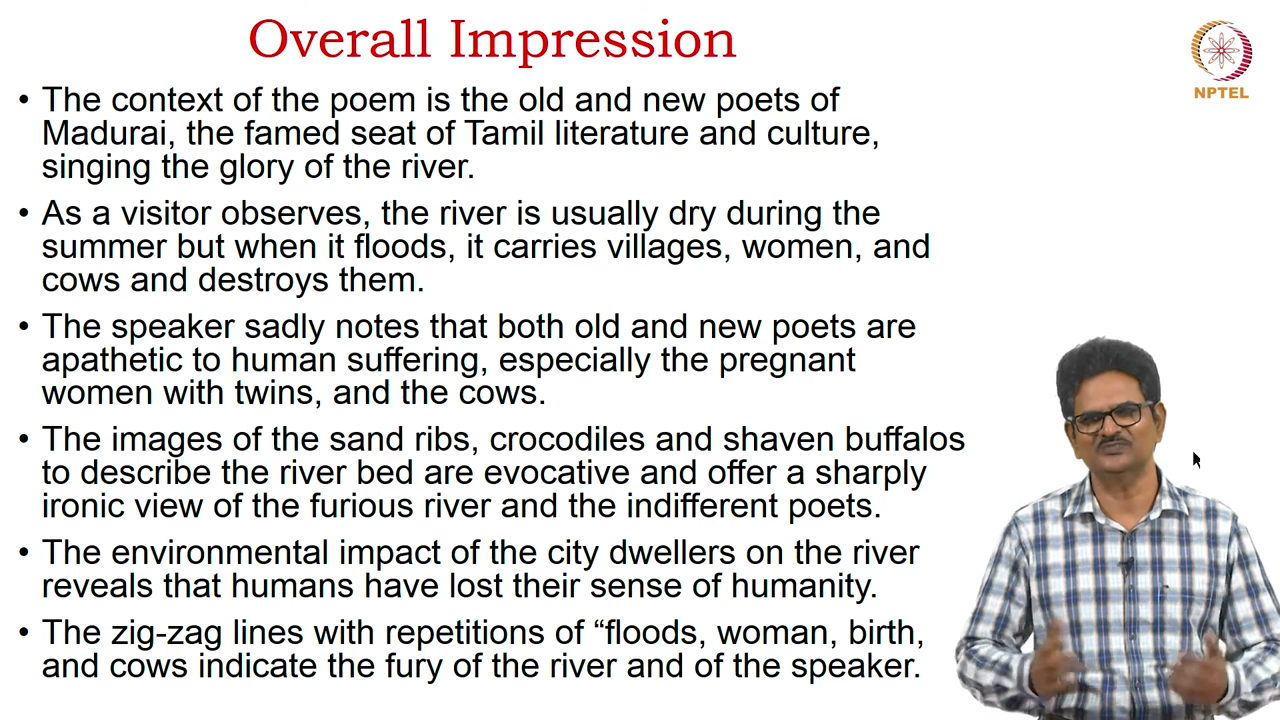 Overall Impression
NPTEL
• The context of the poem is the old and new poets of
Madurai, the famed seat of Tamil literature and culture,
singing the glory of the river.
• As a visitor observes, the river is usually dry during the
summer but when it floods, it carries villages, women, and
cows and destroys them.
• The speaker sadly notes that both old and new poets are
apathetic to human suffering, especially the pregnant
women with twins, and the cows.
• The images of the sand ribs, crocodiles and shaven buffalos
to describe the river bed are evocative and offer a sharply
ironic view of the furious river and the indifferent poets.
• The environmental impact of the city dwellers on the river
reveals that humans have lost their sense of humanity.
• The zig-zag lines with repetitions of “floods, woman, birth,
and cows indicate the fury of the river and of the speaker.